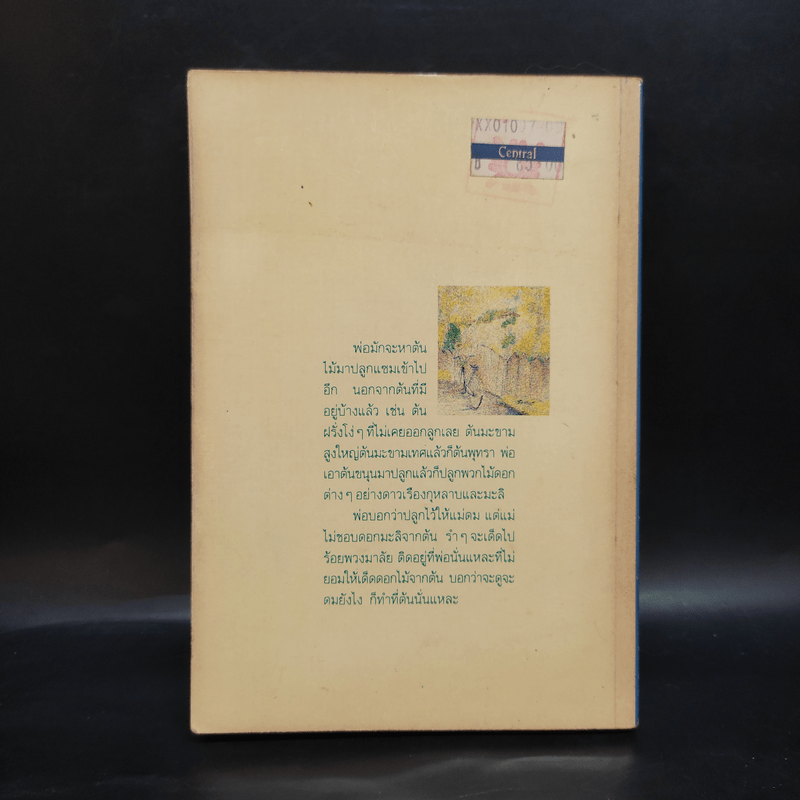 XX0107
Central
พ่อมักจะหาต้น
ไม้มาปลูกแซมเข้าไป
อีก นอกจากต้นที่มี
อยู่บ้างแล้ว เช่น ต้น
ฝรั่งโง่ๆ ที่ไม่เคยออกลูกเลย ต้นมะขาม
สูงใหญ่ต้นมะขามเทศแล้วก็ต้นพุทรา พ่อ
เอาต้นขนุนมาปลูกแล้วก็ปลูกพวกไม้ดอก
ต่างๆ อย่างดาวเรืองกุหลาบและมะลิ
พ่อบอกว่าปลูกไว้ให้แม่ดม แต่แม่
ไม่ชอบดอกมะลิจากต้น รำๆ จะเด็ดไป
ร้อยพวงมาลัย ติดอยู่ที่พ่อนั่นแหละที่ไม่
ยอมให้เด็ดดอกไม้จากต้น บอกว่าจะดูจะ
ดมยังไง ก็ทำที่ต้นนั่นแหละ